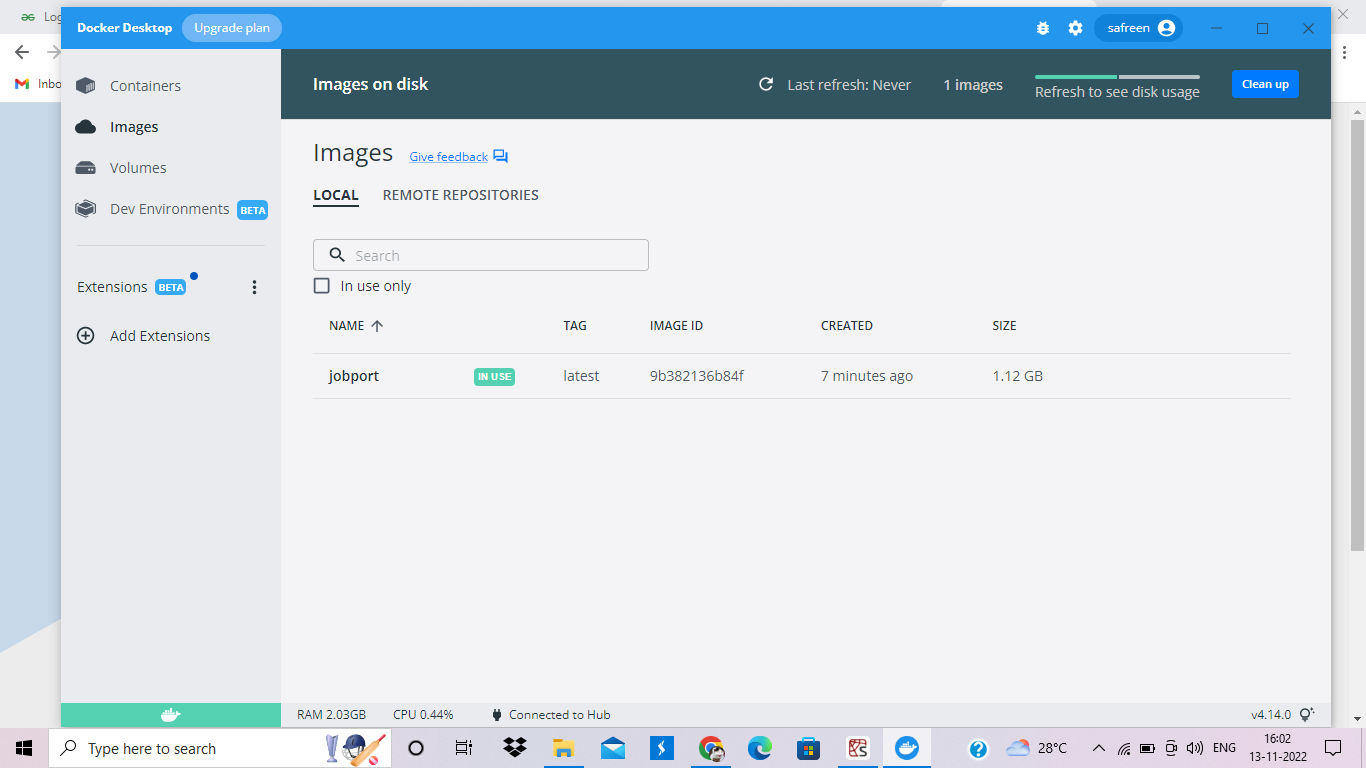 Log
Docker Desktop Upgrade plan safreen
Inbo
Containers
Images
Volumes
Dev Environments BETA
Extensions BETA
Add Extensions
Images on disk Last refresh: Never 1 images Refresh to see disk usage Clean up
Images Give feedback
LOCAL REMOTE REPOSITORIES
Search
In use only
NAME TAG IMAGE ID CREATED SIZE
jobport IN USE latest 9b382136b84f 7 minutes ago 1.12 GB
RAM 2.03GB CPU 0.44% Connected to Hub v4.14.0
Type here to search 28°C ENG 16:02
13-11-2022